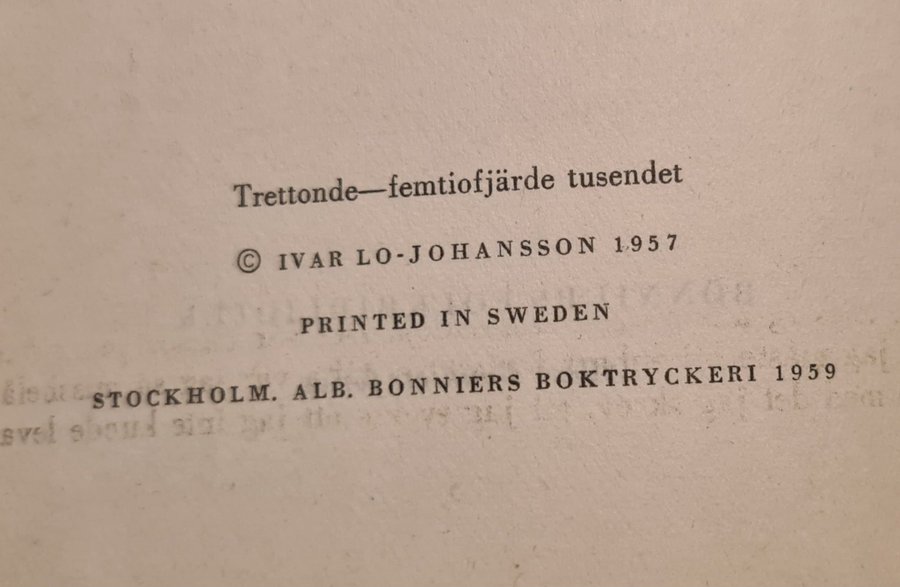 Trettonde—femtiofjärde tusendet
© IVAR LO-JOHANSSON 1957
PRINTED IN SWEDEN
STOCKHOLM. ALB. BONNIERS BOKTRYCKERI 1959